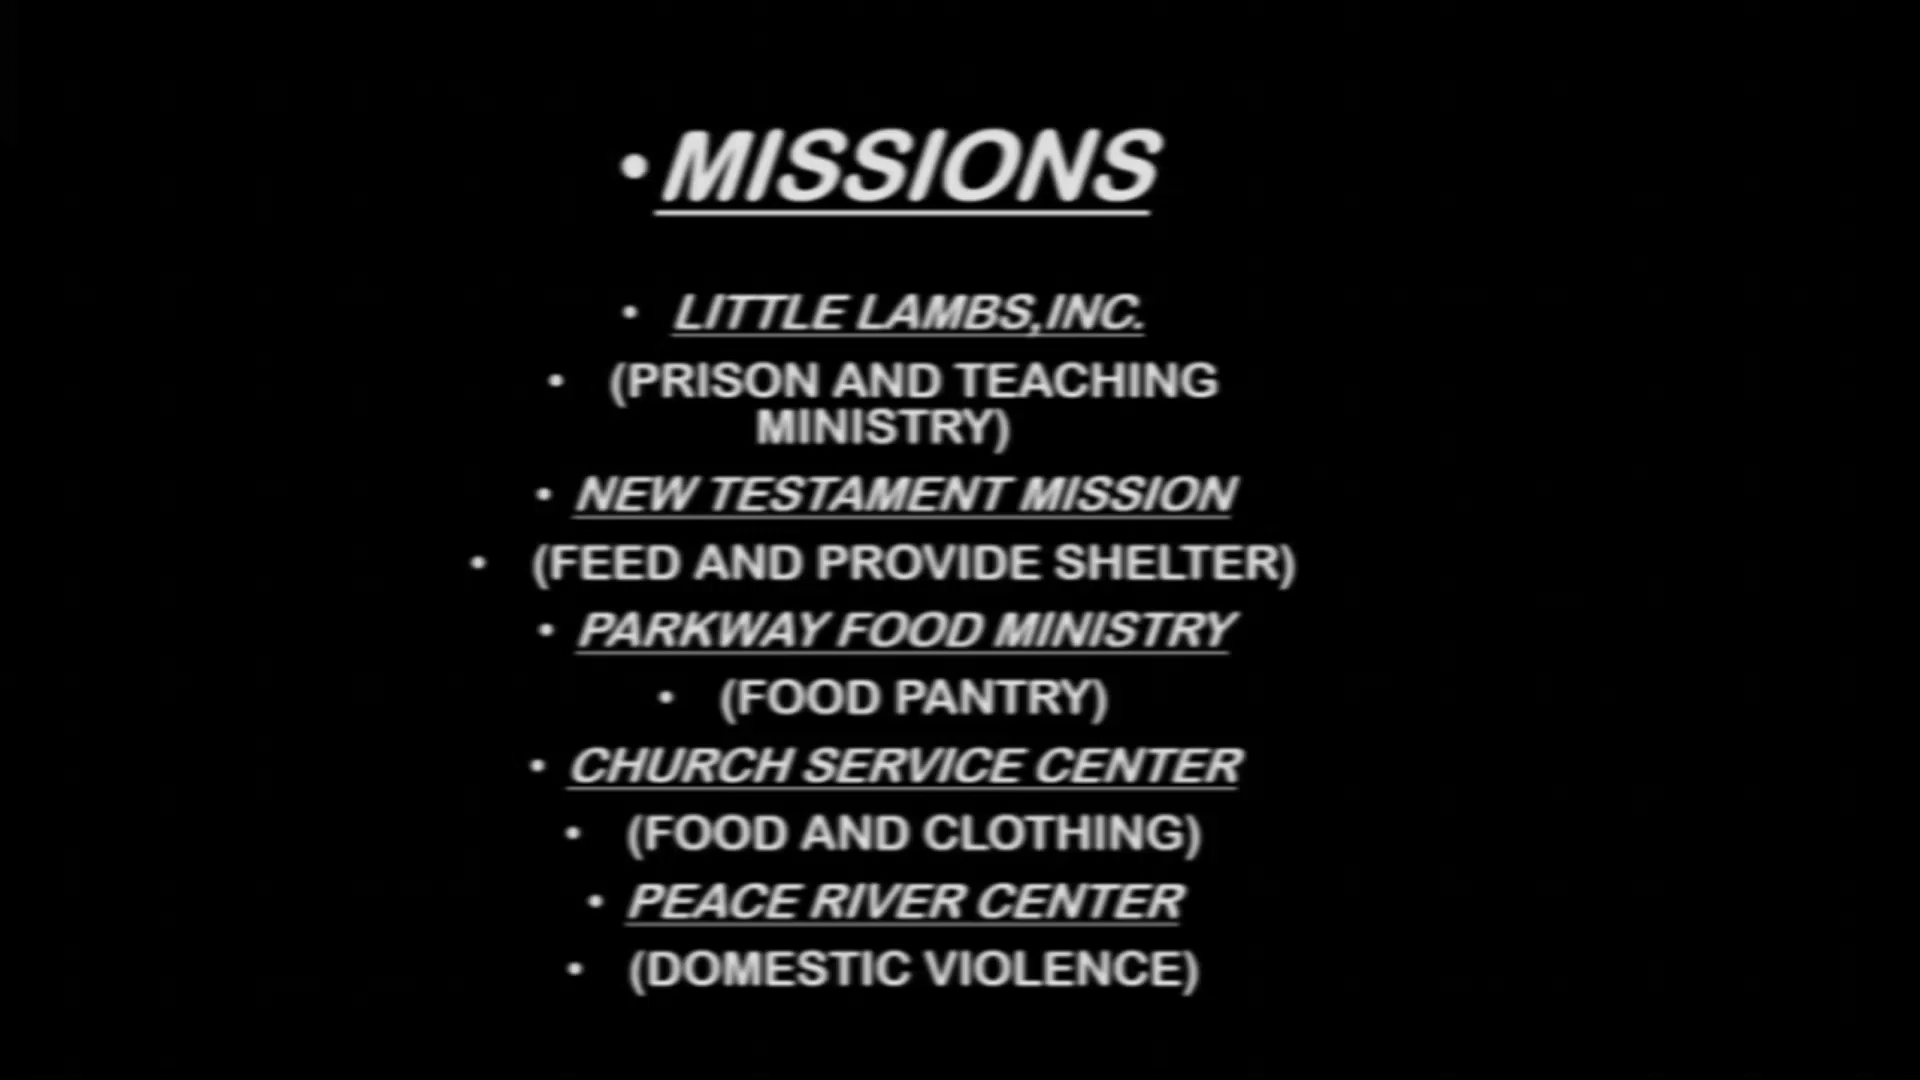 • MISSIONS
• LITTLE LAMBS,INC.
• (PRISON AND TEACHING
MINISTRY)
• NEW TESTAMENT MISSION
• (FEED AND PROVIDE SHELTER)
• PARKWAY FOOD MINISTRY
• (FOOD PANTRY)
• CHURCH SERVICE CENTER
• (FOOD AND CLOTHING)
• PEACE RIVER CENTER
• (DOMESTIC VIOLENCE)